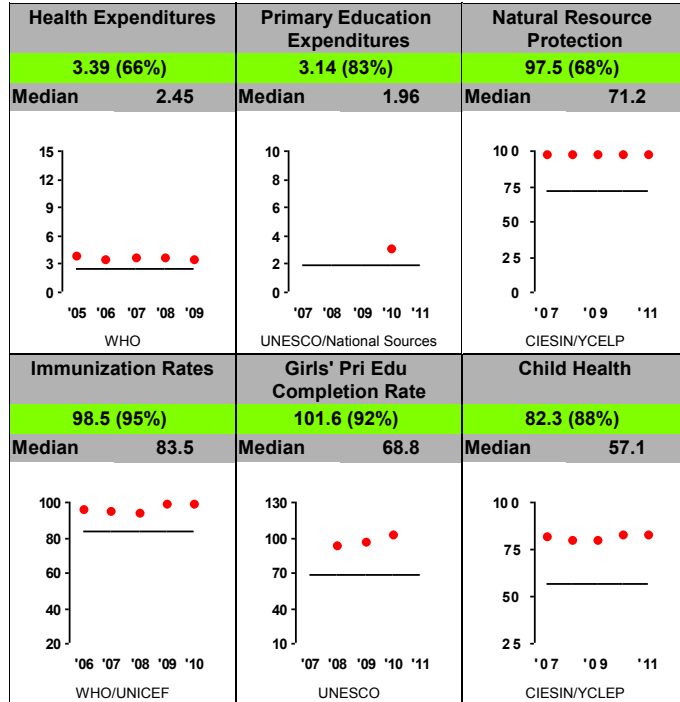 Health Expenditures
3.39 (66%)
Median 2.45
15
12
9
6
3
0
'05 '06 '07 '08 '09
WHO
Primary Education
Expenditures
3.14 (83%)
Median 1.96
10
8
6
4
2
0
'07 '08 '09 '10 '11
UNESCO/National Sources
Natural Resource
Protection
97.5 (68%)
Median 71.2
100
75
50
25
0
'07 '09 '11
CIESIN/YCELP
Immunization Rates
98.5 (95%)
Median 83.5
100
80
60
40
20
'06 '07 '08 '09 '10
WHO/UNICEF
Girls' Pri Edu
Completion Rate
101.6 (92%)
Median 68.8
130
100
70
40
10
'07 '08 '09 '10 '11
UNESCO
Child Health
82.3 (88%)
Median 57.1
100
75
50
25
'07 '09 '11
CIESIN/YCLEP